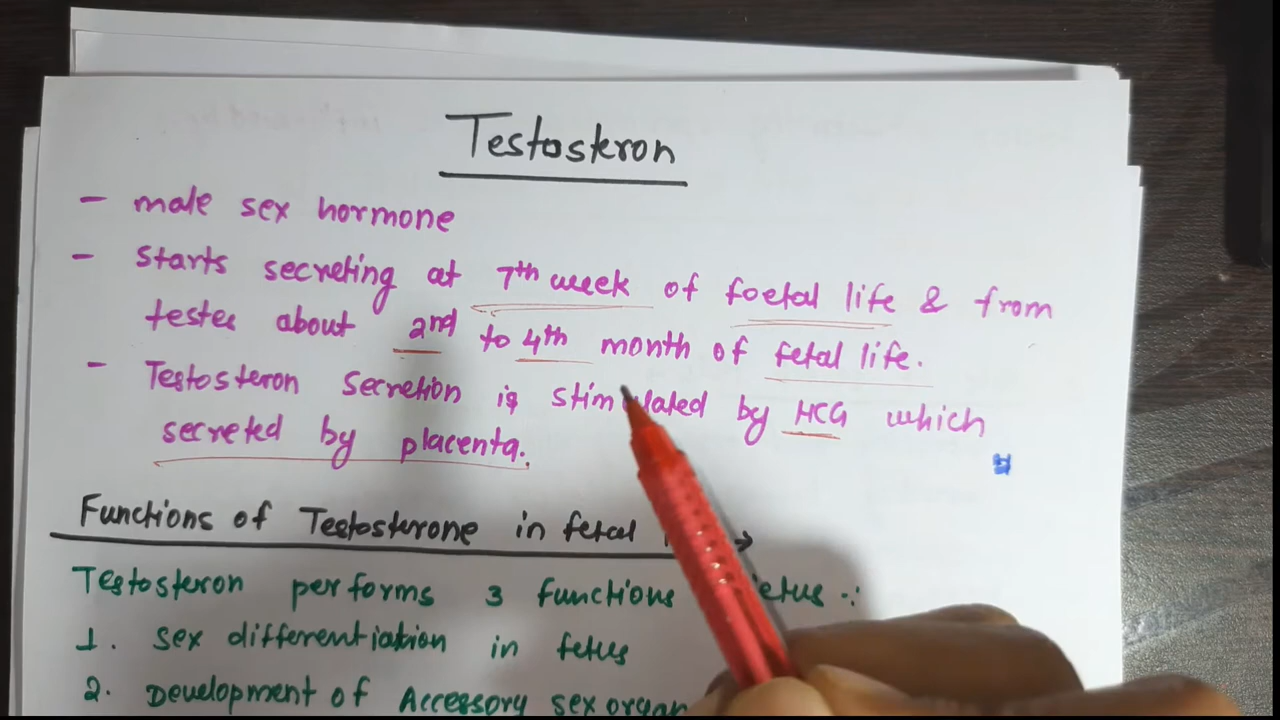 Testosteron
- male sex hormone
- Starts secreting at 7th week of foetal life & from
testes about 2nd to 4th month of fetal life.
- Testosteron Secretion is stimulated by HCG which
secreted by placenta.
Functions of Testosterone in fetal →
Testosteron performs 3 functions :
1. Sex differentiation in fetus
2. Development of Accessory sex organ